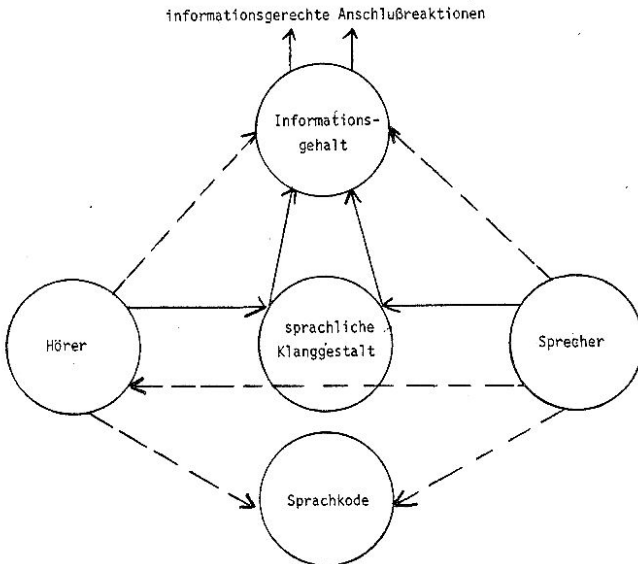 informationsgerechte Anschlußreaktionen
Informations-
gehalt
Hörer
sprachliche
Klanggestalt
Sprecher
Sprachkode